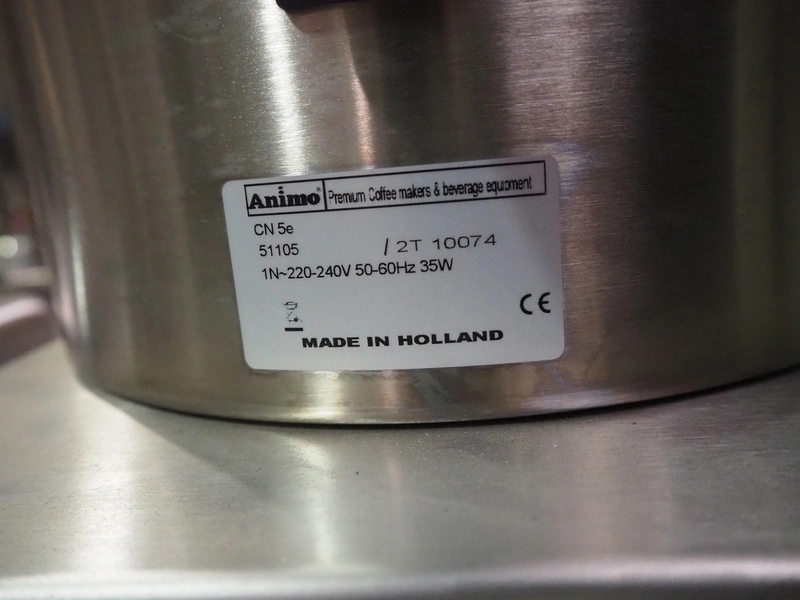 Animo® Premium Coffee makers & beverage equipment
CN 5e
51105 / 2T 10074
1N~220-240V 50-60Hz 35W
CE
MADE IN HOLLAND